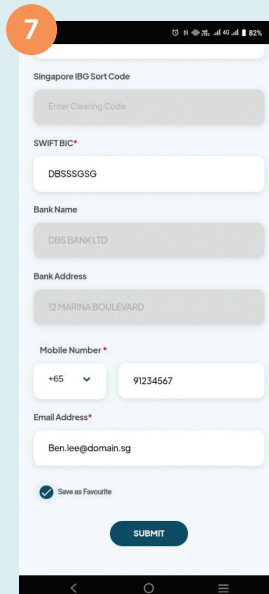 7
82%
Singapore IBG Sort Code
Enter Clearing Code
SWIFT BIC*
DBSSSGSG
Bank Name
DBS BANK LTD
Bank Address
12 MARINA BOULEVARD
Mobile Number *
+65 91234567
Email Address*
Ben.lee@domain.sg
Save as Favourite
SUBMIT